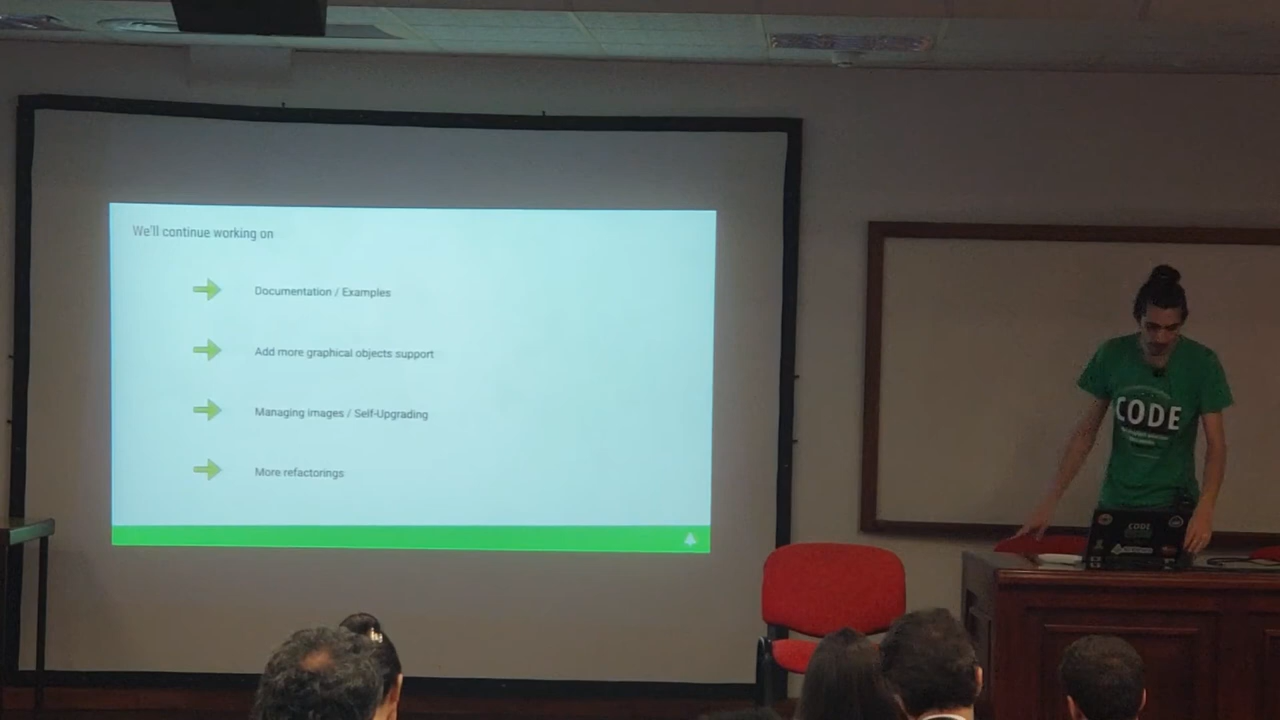 We'll continue working on
Documentation / Examples
Add more graphical objects support
Managing images / Self-Upgrading
More refactorings
CODE
CODE